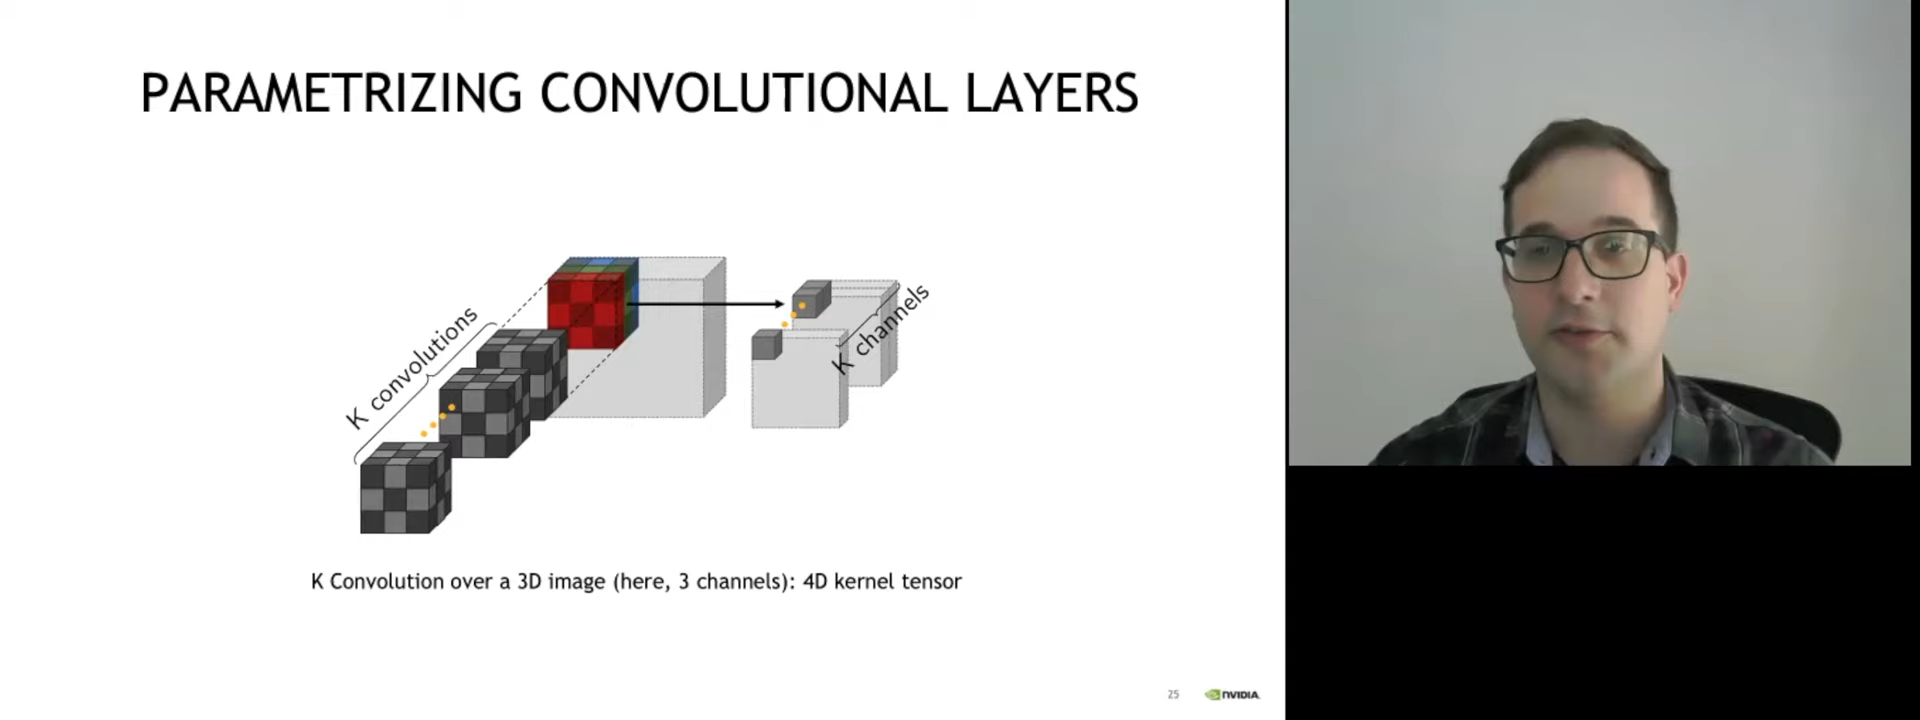 PARAMETRIZING CONVOLUTIONAL LAYERS
K convolutions
K channels
K Convolution over a 3D image (here, 3 channels): 4D kernel tensor
25
NVIDIA.